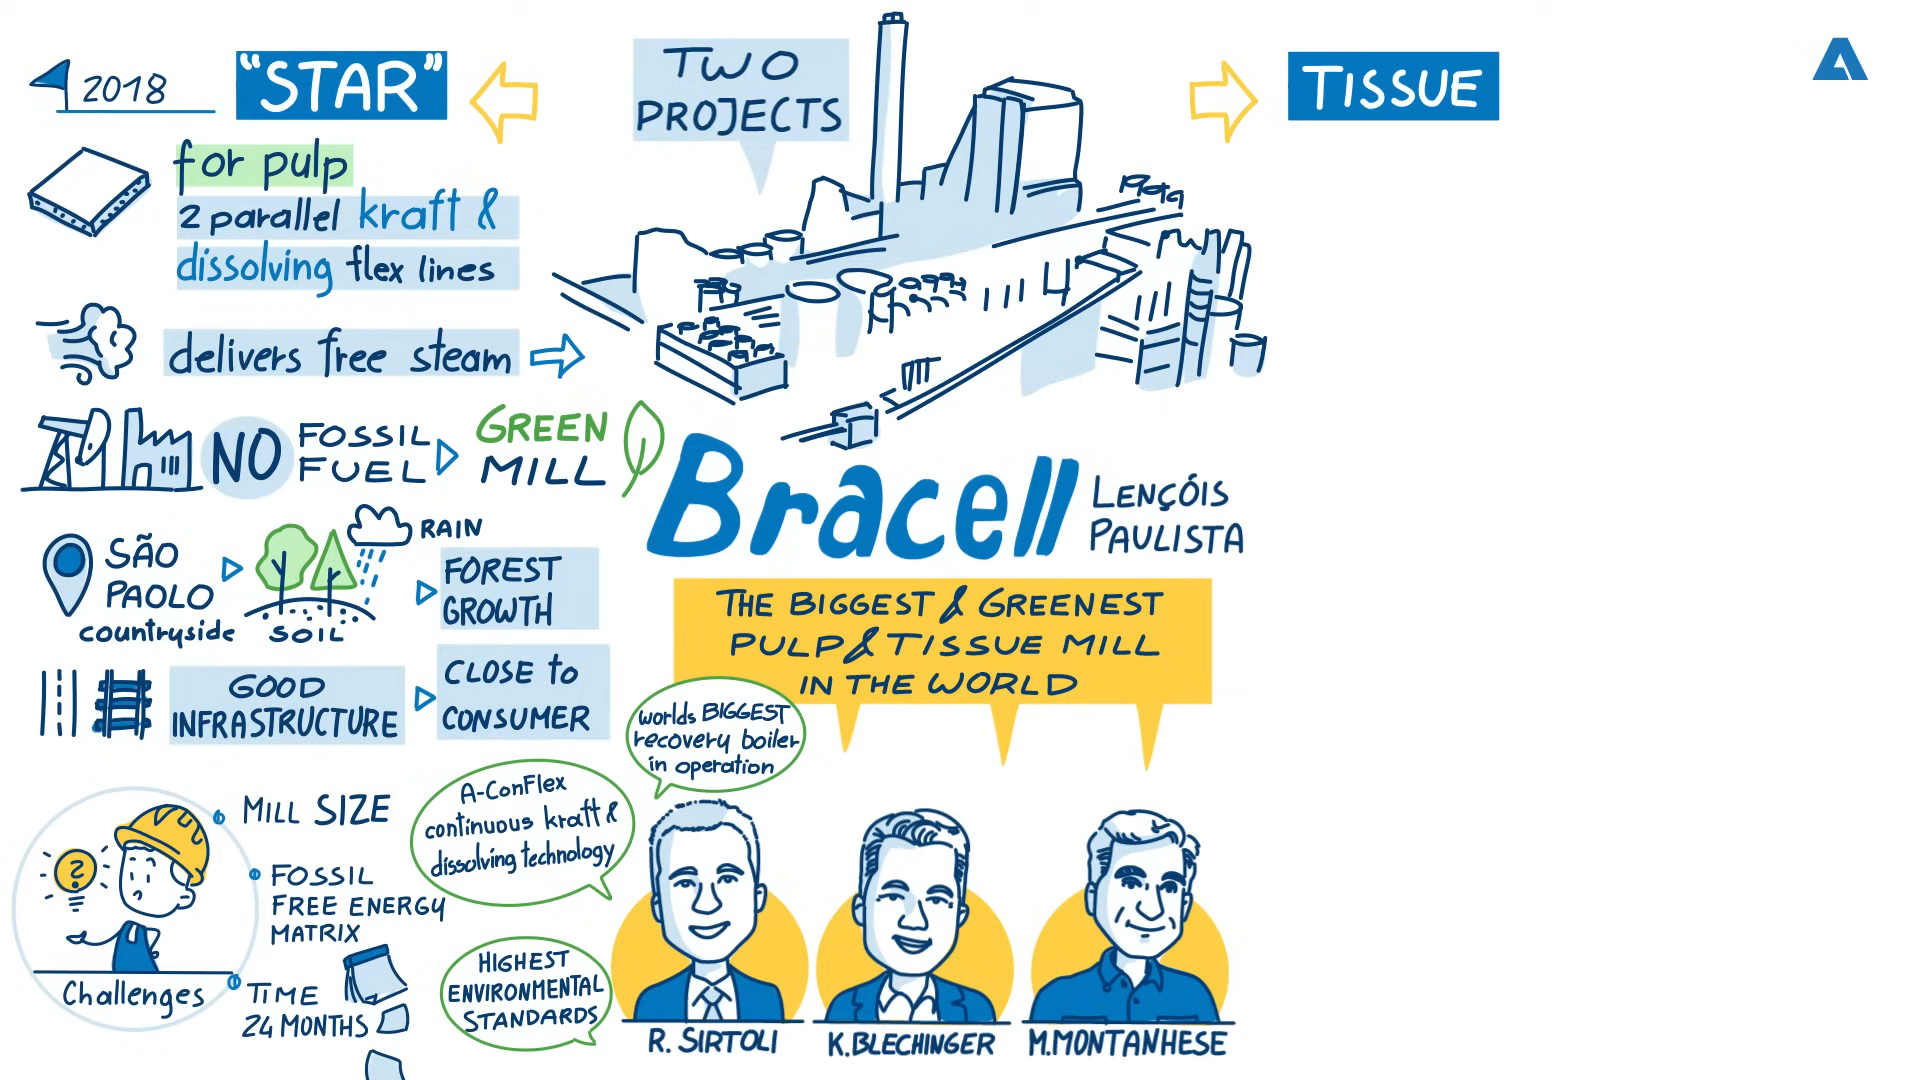 2018
"STAR"
for pulp
2 parallel kraft &
dissolving flex lines
delivers free steam
NO FOSSIL
FUEL
GREEN
MILL
SÃO
PAOLO
countryside
SOIL
RAIN
FOREST
GROWTH
GOOD
INFRASTRUCTURE
CLOSE to
CONSUMER
Challenges
MILL SIZE
FOSSIL
FREE ENERGY
MATRIX
TIME
24 MONTHS
TWO
PROJECTS
Bracell
LENÇÓIS
PAULISTA
THE BIGGEST & GREENEST
PULP & TISSUE MILL
IN THE WORLD
worlds BIGGEST
recovery boiler
in operation
A-ConFlex
continuous kraft &
dissolving technology
HIGHEST
ENVIRONMENTAL
STANDARDS
R. SIRTOLI
K.BLECHINGER
M.MONTANHESE
TISSUE